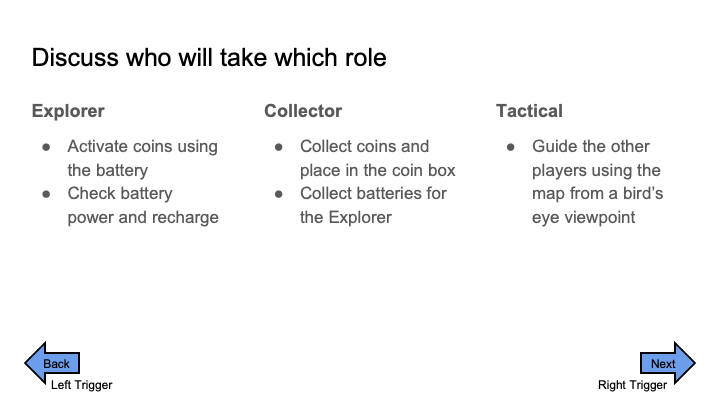 Discuss who will take which role
Explorer
● Activate coins using
the battery
● Check battery
power and recharge
Collector
● Collect coins and
place in the coin box
● Collect batteries for
the Explorer
Tactical
● Guide the other
players using the
map from a bird’s
eye viewpoint
Back
Left Trigger
Next
Right Trigger